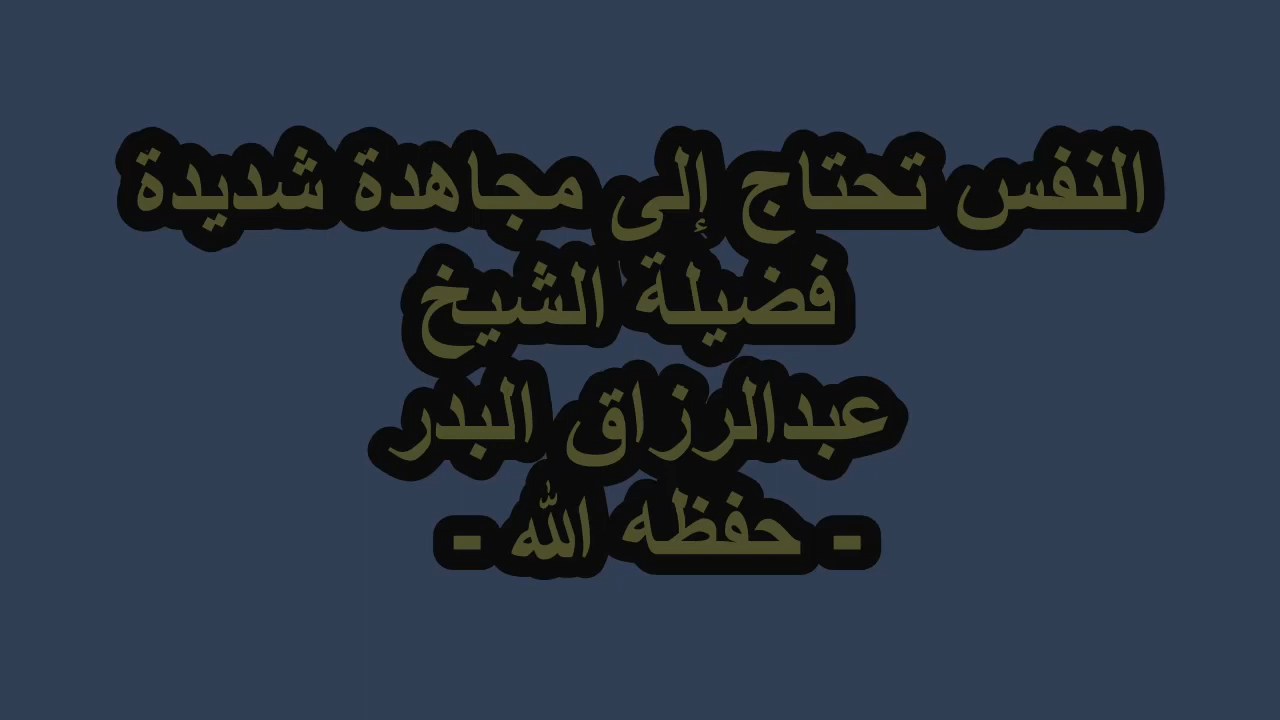 النفس تحتاج إلى مجاهدة شديدة
فضيلة الشيخ
عبدالرزاق البدر
- حفظه الله -